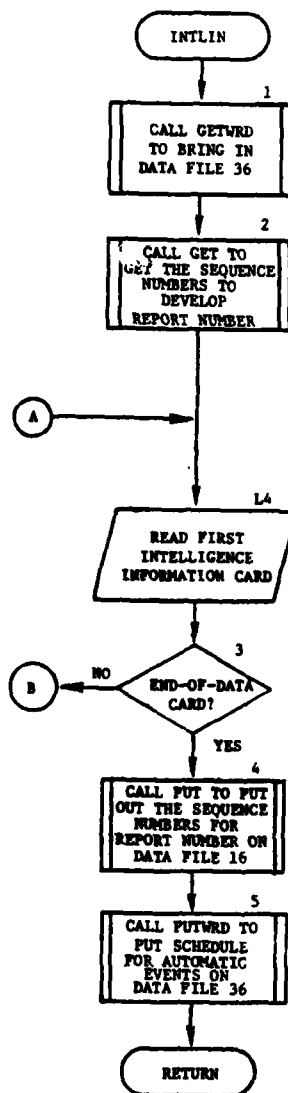 INTLIN
1
CALL GETWRD
TO BRING IN
DATA FILE 36
2
CALL GET TO
GET THE SEQUENCE
NUMBERS TO
DEVELOP
REPORT NUMBER
A
L4
READ FIRST
INTELLIGENCE
INFORMATION CARD
3
B
NO
END-OF-DATA
CARD?
YES
4
CALL PUT TO PUT
OUT THE SEQUENCE
NUMBERS FOR
REPORT NUMBER ON
DATA FILE 16
5
CALL PUTWRD TO
PUT SCHEDULE
FOR AUTOMATIC
EVENTS ON
DATA FILE 36
RETURN